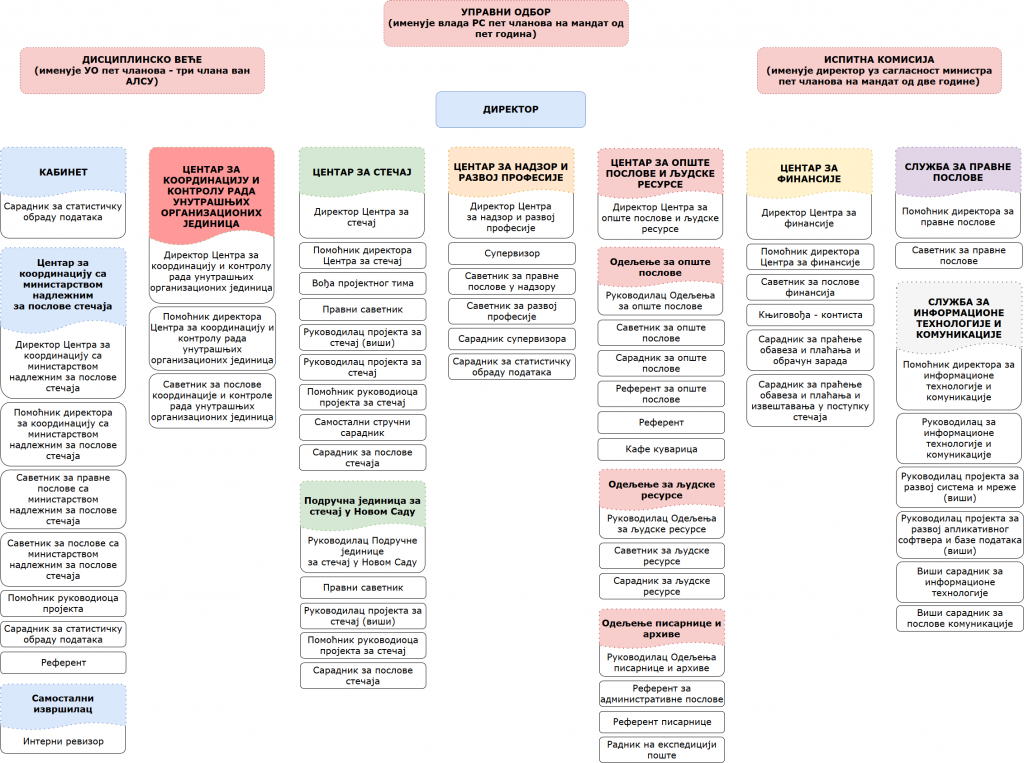 УПРАВНИ ОДБОР
(именује влада РС пет чланова на мандат од
пет година)
ДИСЦИПЛИНСКО ВЕЋЕ
(именује УО пет чланова - три члана ван
АЛСУ)
ИСПИТНА КОМИСИЈА
(именује директор уз сагласност министра
пет чланова на мандат од две године)
ДИРЕКТОР
КАБИНЕТ
Сарадник за статистичку
обраду података
Центар за
координацију са
министарством
надлежним
за послове стечаја
Директор Центра за
координацију са
министарством
надлежним за послове
стечаја
Помоћник директора
за координацију са
министарством
надлежним за послове
стечаја
Саветник за правне
послове са
министарством
надлежним за послове
стечаја
Саветник за послове са
министарством
надлежним за послове
стечаја
Помоћник руководиоца
пројекта
Сарадник за статистичку
обраду података
Референт
Самостални
извршилац
Интерни ревизор
ЦЕНТАР ЗА
КООРДИНАЦИЈУ И
КОНТРОЛУ РАДА
УНУТРАШЊИХ
ОРГАНИЗАЦИОНИХ
ЈЕДИНИЦА
Директор Центра за
координацију и контролу
рада унутрашњих
организационих јединица
Помоћник директора
Центра за координацију и
контролу рада
унутрашњих
организационих јединица
Саветник за послове
координације и контроле
рада унутрашњих
организационих јединица
ЦЕНТАР ЗА СТЕЧАЈ
Директор Центра за
стечај
Помоћник директора
Центра за стечај
Вођа пројектног тима
Правни саветник
Руководилац пројекта за
стечај (виши)
Руководилац пројекта за
стечај
Помоћник руководиоца
пројекта за стечај
Самостални стручни
сарадник
Сарадник за послове
стечаја
Подручна јединица за
стечај у Новом Саду
Руководилац Подручне
јединице
за стечај у Новом Саду
Правни саветник
Руководилац пројекта за
стечај (виши)
Помоћник руководиоца
пројекта за стечај
Сарадник за послове
стечаја
ЦЕНТАР ЗА НАДЗОР И
РАЗВОЈ ПРОФЕСИЈЕ
Директор Центра
за надзор и развој
професије
Супервизор
Саветник за правне
послове у надзору
Саветник за развој
професије
Сарадник супервизора
Сарадник за статистичку
обраду података
ЦЕНТАР ЗА ОПШТЕ
ПОСЛОВЕ И ЉУДСКЕ
РЕСУРСЕ
Директор Центра за
опште послове и људске
ресурсе
Одељење за опште
послове
Руководилац Одељења
за опште послове
Саветник за опште
послове
Сарадник за опште
послове
Референт за опште
послове
Референт
Кафе куварица
Одељење за људске
ресурсе
Руководилац Одељења
за људске ресурсе
Саветник за људске
ресурсе
Сарадник за људске
ресурсе
Одељење писарнице и
архиве
Руководилац Одељења
писарнице и архиве
Референт за
административне послове
Референт писарнице
Радник на експедицији
поште
ЦЕНТАР ЗА
ФИНАНСИЈЕ
Директор Центра за
финансије
Помоћник директора
Центра за финансије
Саветник за послове
финансија
Књиговођа - контиста
Сарадник за праћење
обавеза и плаћања и
обрачун зарада
Сарадник за праћење
обавеза и плаћања и
извештавања у поступку
стечаја
СЛУЖБА ЗА ПРАВНЕ
ПОСЛОВЕ
Помоћник директора за
правне послове
Саветник за правне
послове
СЛУЖБА ЗА
ИНФОРМАЦИОНЕ
ТЕХНОЛОГИЈЕ И
КОМУНИКАЦИЈЕ
Помоћник директора за
информационе
технологије и
комуникације
Руководилац за
информационе
технологије и
комуникације
Руководилац пројекта за
развој система и мреже
(виши)
Руководилац пројекта за
развој апликативног
софтвера и базе података
(виши)
Виши сарадник за
информационе
технологије
Виши сарадник за
послове комуникације